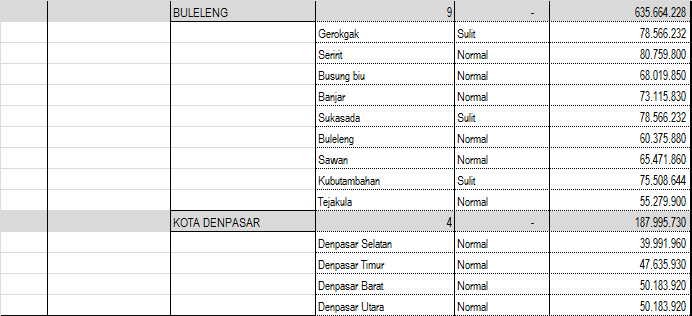 BULELENG 9 - 635.664.228
Gerokgak Sulit 78.566.232
Seririt Normal 80.759.800
Busung biu Normal 68.019.850
Banjar Normal 73.115.830
Sukasada Sulit 78.566.232
Buleleng Normal 60.375.880
Sawan Normal 65.471.860
Kubutambahan Sulit 75.508.644
Tejakula Normal 55.279.900
KOTA DENPASAR 4 - 187.995.730
Denpasar Selatan Normal 39.991.960
Denpasar Timur Normal 47.635.930
Denpasar Barat Normal 50.183.920
Denpasar Utara Normal 50.183.920